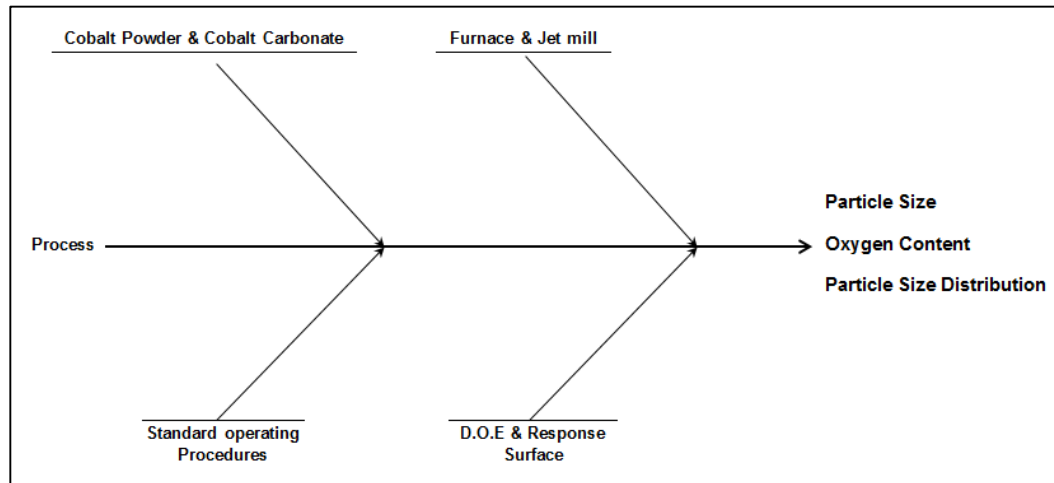 Cobalt Powder & Cobalt Carbonate
Furnace & Jet mill
Particle Size
Process
Oxygen Content
Particle Size Distribution
Standard operating
Procedures
D.O.E & Response
Surface